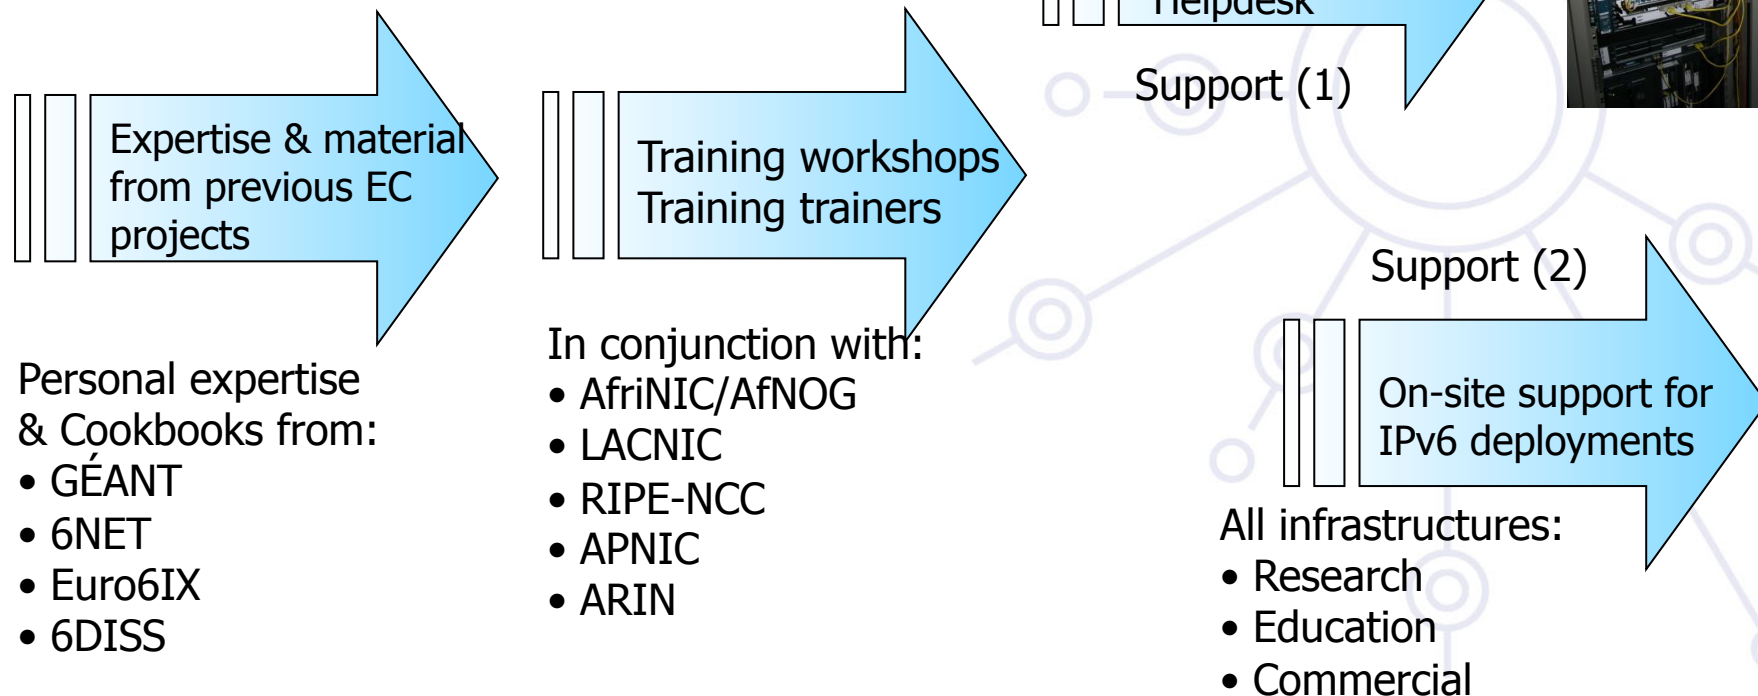 Expertise & material
from previous EC
projects
Personal expertise
& Cookbooks from:
• GÉANT
• 6NET
• Euro6IX
• 6DISS
Training workshops
Training trainers
In conjunction with:
• AfriNIC/AfNOG
• LACNIC
• RIPE-NCC
• APNIC
• ARIN
Helpdesk
Support (1)
Support (2)
On-site support for
IPv6 deployments
All infrastructures:
• Research
• Education
• Commercial